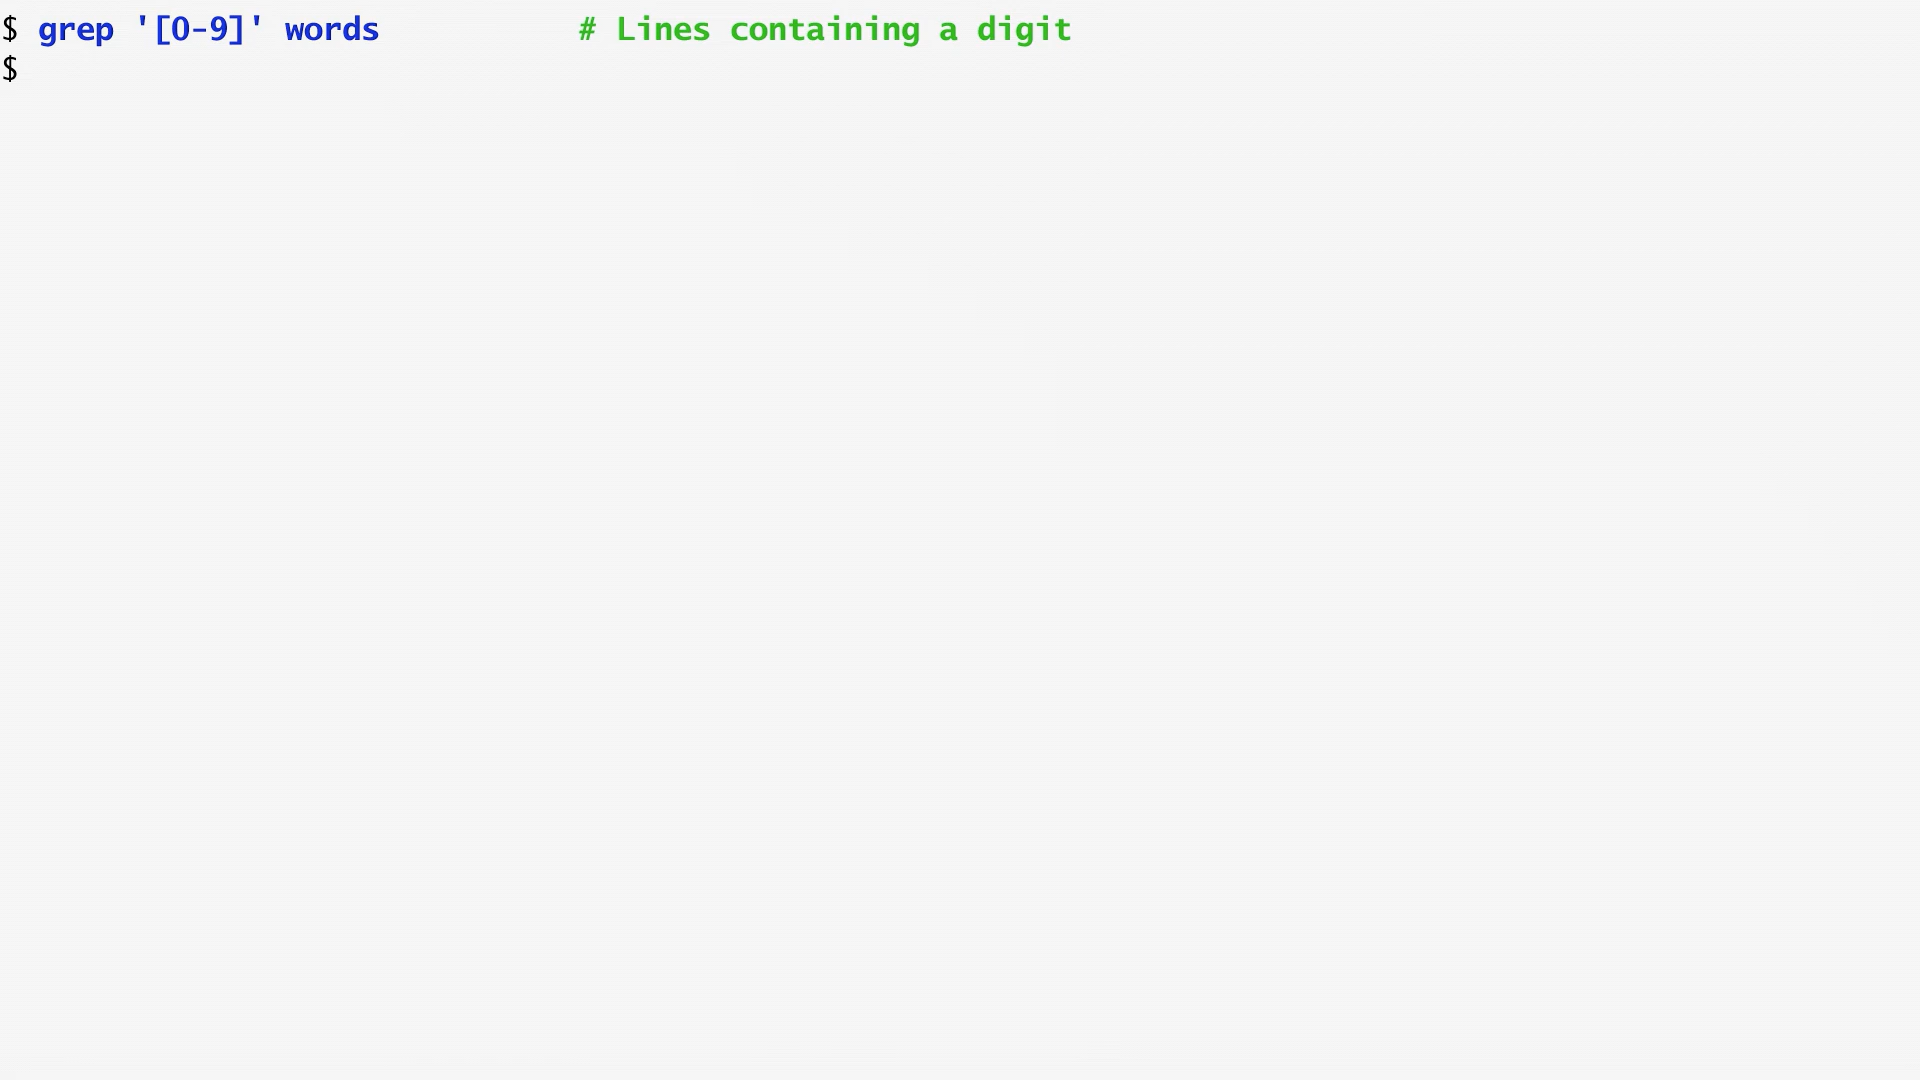 $ grep '[0-9]' words # Lines containing a digit
$